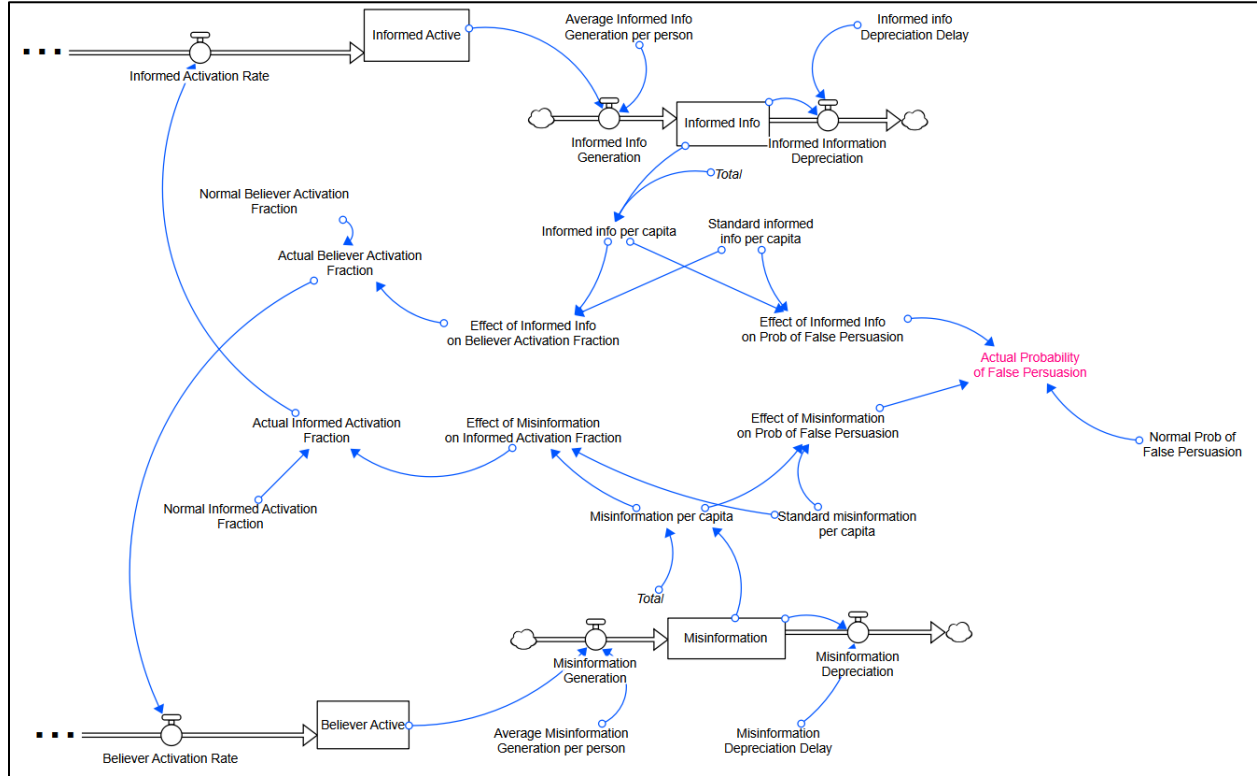 Informed Active
Informed Activation Rate
Average Informed Info
Generation per person
Informed info
Depreciation Delay
Informed Info
Informed Info
Generation
Informed Information
Depreciation
Total
Normal Believer Activation
Fraction
Informed info per capita
Standard informed
info per capita
Actual Believer Activation
Fraction
Effect of Informed Info
on Believer Activation Fraction
Effect of Informed Info
on Prob of False Persuasion
Actual Probability
of False Persuasion
Actual Informed Activation
Fraction
Effect of Misinformation
on Informed Activation Fraction
Effect of Misinformation
on Prob of False Persuasion
Normal Prob of
False Persuasion
Normal Informed Activation
Fraction
Misinformation per capita
Standard misinformation
per capita
Total
Misinformation
Misinformation
Generation
Misinformation
Depreciation
Believer Active
Believer Activation Rate
Average Misinformation
Generation per person
Misinformation
Depreciation Delay